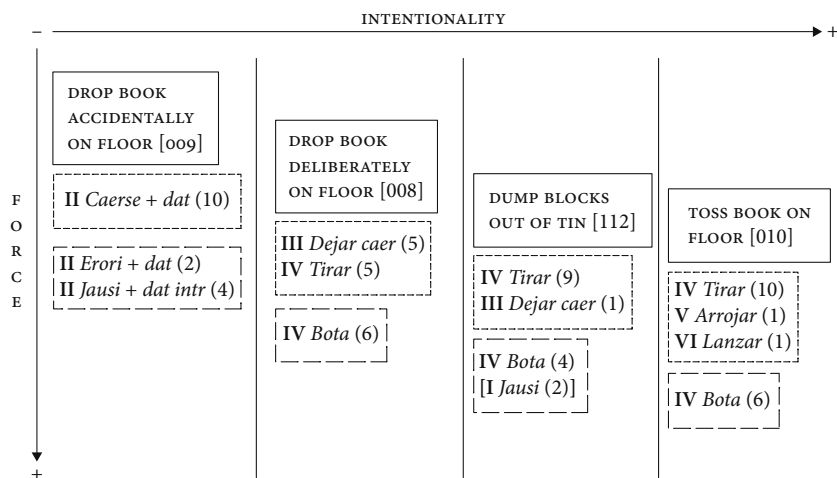 INTENTIONALITY
– +
FORCE
+
DROP BOOK
ACCIDENTALLY
ON FLOOR [009]
II Caerse + dat (10)
II Erori + dat (2)
II Jausi + dat intr (4)
DROP BOOK
DELIBERATELY
ON FLOOR [008]
III Dejar caer (5)
IV Tirar (5)
IV Bota (6)
DUMP BLOCKS
OUT OF TIN [112]
IV Tirar (9)
III Dejar caer (1)
IV Bota (4)
[I Jausi (2)]
TOSS BOOK ON
FLOOR [010]
IV Tirar (10)
V Arrojar (1)
VI Lanzar (1)
IV Bota (6)